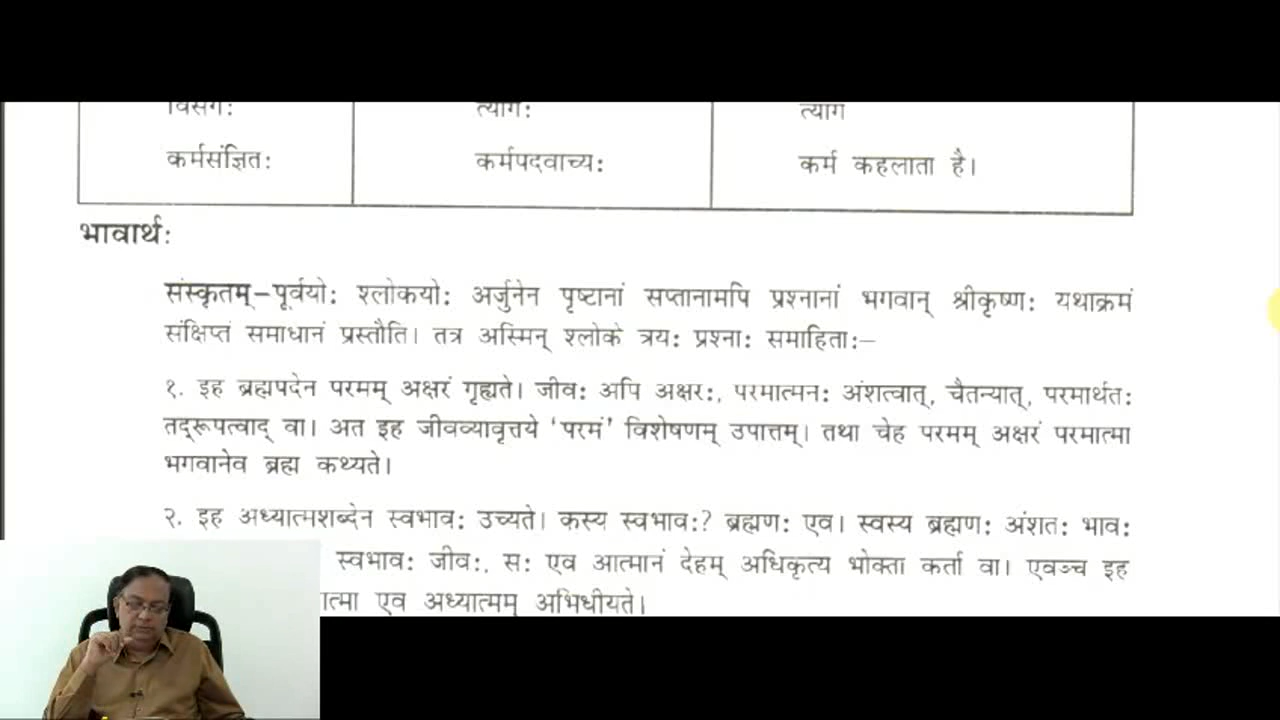 विसर्गः त्यागः त्याग
कर्मसंज्ञितः कर्मपदवाच्यः कर्म कहलाता है।
भावार्थः
संस्कृतम्–पूर्वयोः श्लोकयोः अर्जुनेन पृष्टानां सप्तानामपि प्रश्नानां भगवान् श्रीकृष्णः यथाक्रमं
संक्षिप्तं समाधानं प्रस्तौति। तत्र अस्मिन् श्लोके त्रयः प्रश्नाः समाहिताः–
१. इह ब्रह्मपदेन परमम् अक्षरं गृह्यते। जीवः अपि अक्षरः, परमात्मनः अंशत्वात्, चैतन्यात्, परमार्थतः
तद्रूपत्वाद् वा। अत इह जीवव्यावृत्तये ‘परमं’ विशेषणम् उपात्तम्। तथा चेह परमम् अक्षरं परमात्मा
भगवानेव ब्रह्म कथ्यते।
२. इह अध्यात्मशब्देन स्वभावः उच्यते। कस्य स्वभावः? ब्रह्मणः एव। स्वस्य ब्रह्मणः अंशतः भावः
स्वभावः जीवः, सः एव आत्मानं देहम् अधिकृत्य भोक्ता कर्ता वा। एवञ्च इह
त्मा एव अध्यात्मम् अभिधीयते।